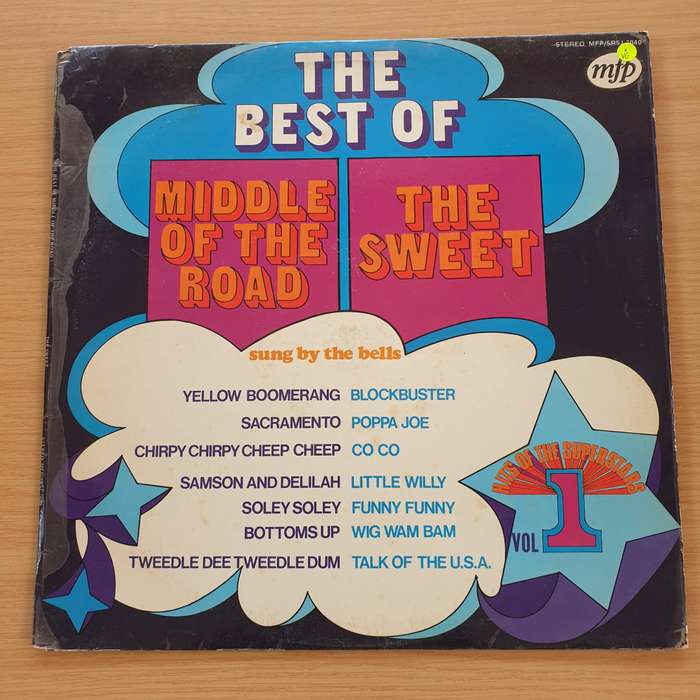 STEREO MFP/SRSJ
mfp
THE
BEST OF
MIDDLE
OF THE
ROAD
THE
SWEET
sung by the bells
YELLOW BOOMERANG BLOCKBUSTER
SACRAMENTO POPPA JOE
CHIRPY CHIRPY CHEEP CHEEP CO CO
SAMSON AND DELILAH LITTLE WILLY
SOLEY SOLEY FUNNY FUNNY
BOTTOMS UP WIG WAM BAM
TWEEDLE DEE TWEEDLE DUM TALK OF THE U.S.A.
HITS OF THE SUPERSTARS
VOL 1